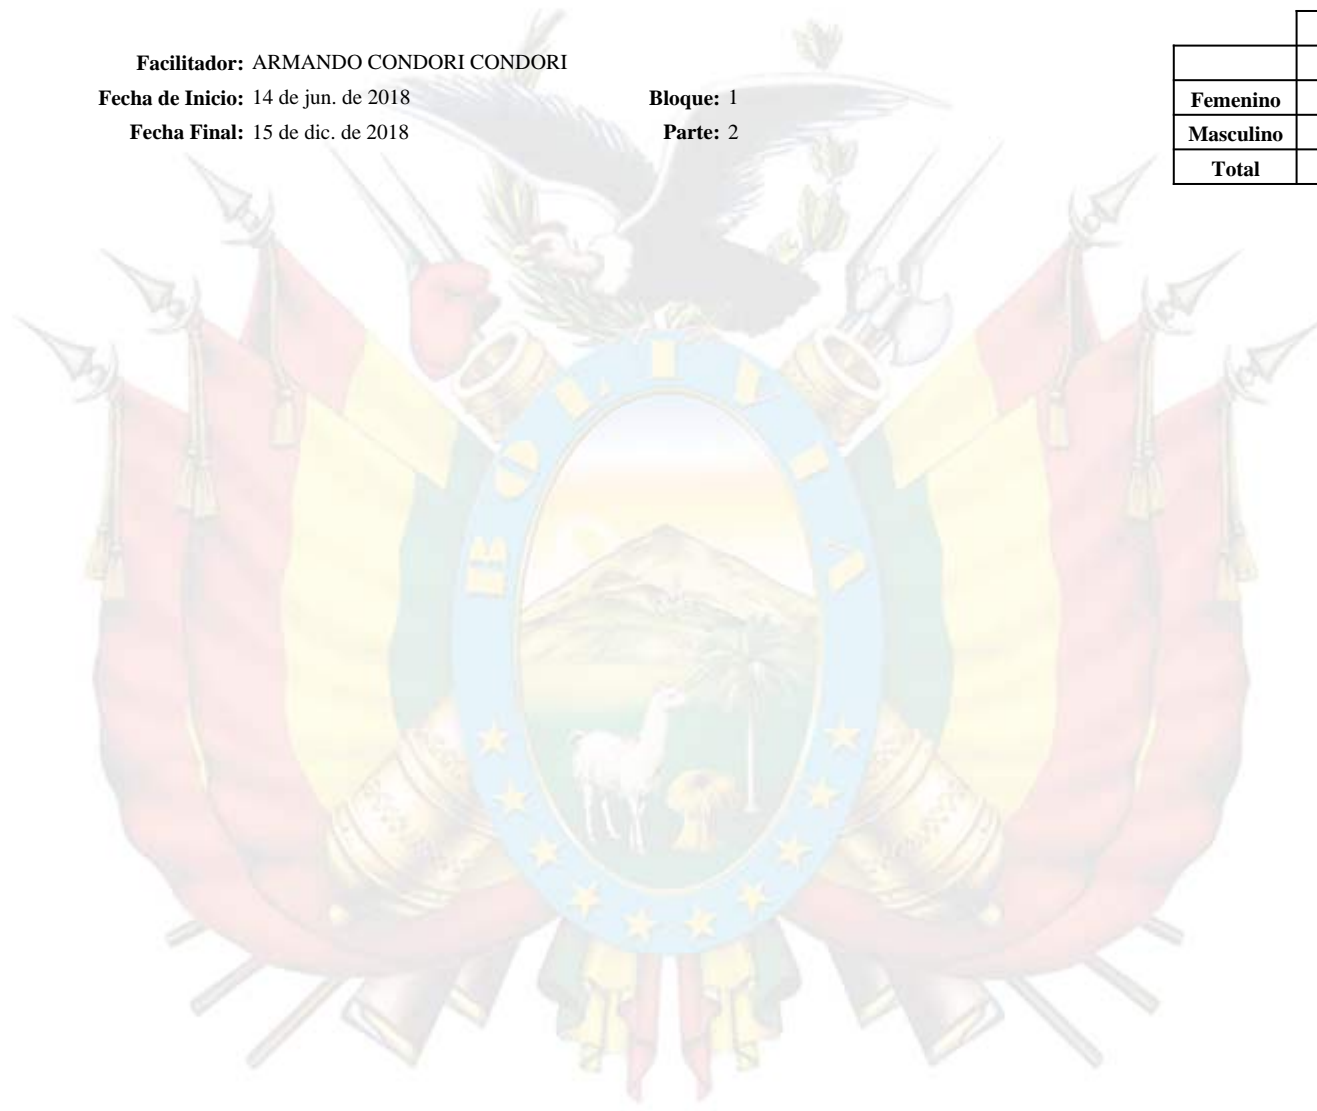 Facilitador: ARMANDO CONDORI CONDORI
Fecha de Inicio: 14 de jun. de 2018 Bloque: 1
Fecha Final: 15 de dic. de 2018 Parte: 2
Femenino
Masculino
Total
BOLIVIA